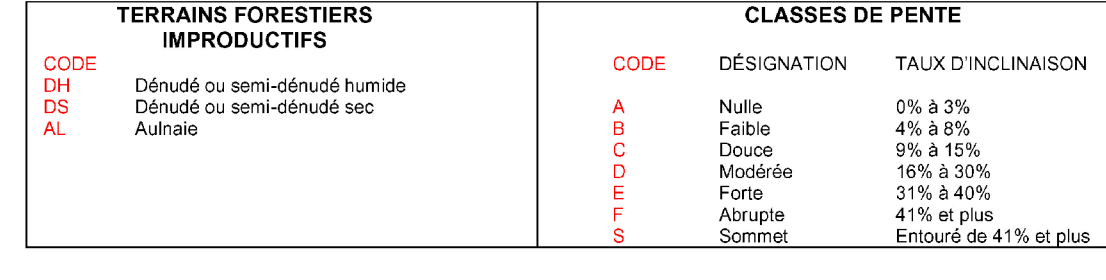 TERRAINS FORESTIERS
IMPRODUCTIFS
CODE
DH Dénudé ou semi-dénudé humide
DS Dénudé ou semi-dénudé sec
AL Aulnaie
CLASSES DE PENTE
CODE DÉSIGNATION TAUX D'INCLINAISON
A Nulle 0% à 3%
B Faible 4% à 8%
C Douce 9% à 15%
D Modérée 16% à 30%
E Forte 31% à 40%
F Abrupte 41% et plus
S Sommet Entouré de 41% et plus